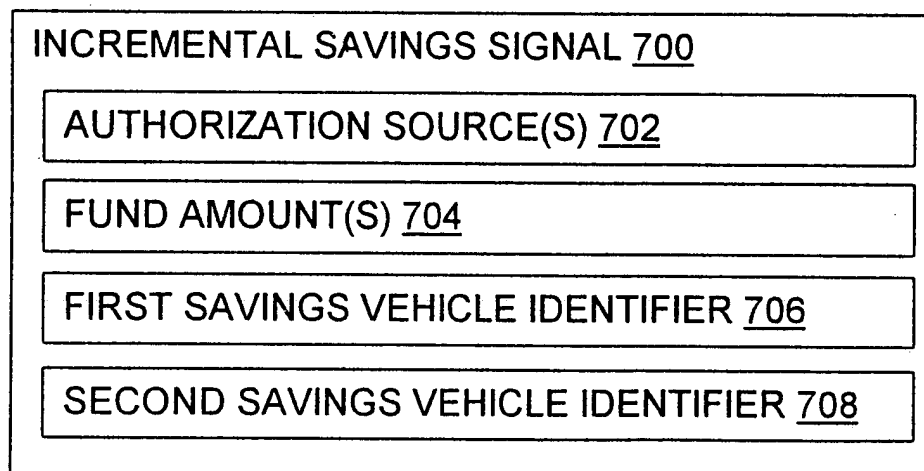 INCREMENTAL SAVINGS SIGNAL 700
AUTHORIZATION SOURCE(S) 702
FUND AMOUNT(S) 704
FIRST SAVINGS VEHICLE IDENTIFIER 706
SECOND SAVINGS VEHICLE IDENTIFIER 708